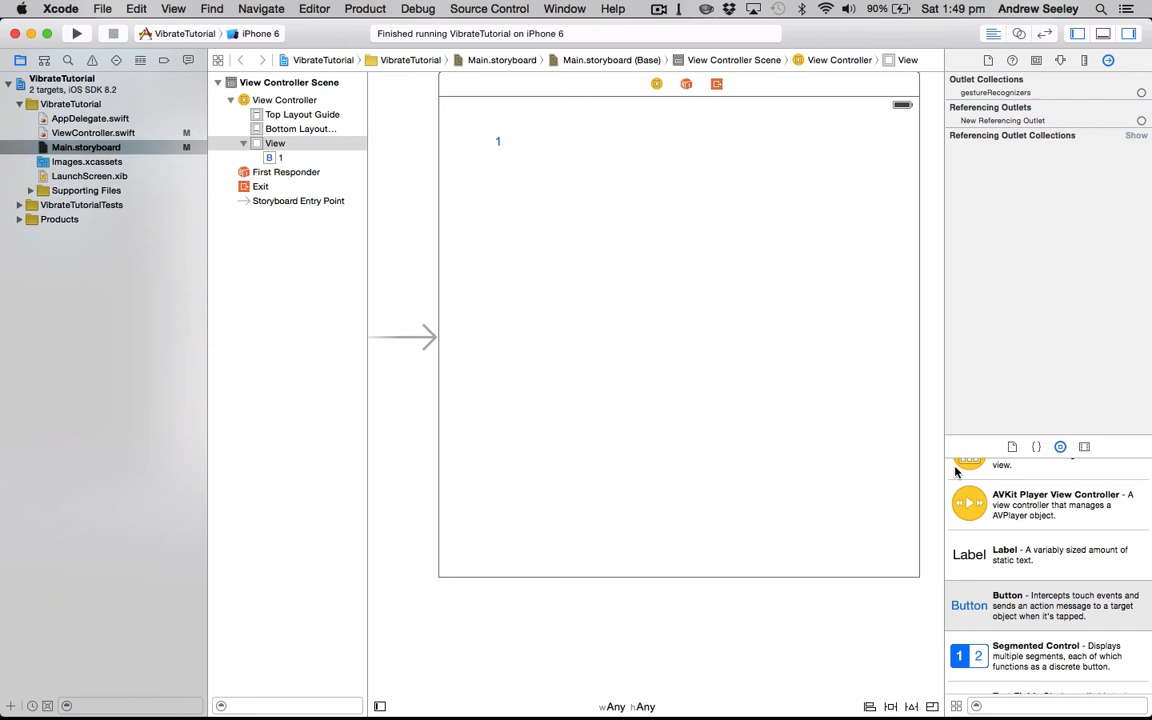 Xcode File Edit View Find Navigate Editor Product Debug Source Control Window Help 90% Sat 1:49 pm Andrew Seeley
VibrateTutorial iPhone 6 Finished running VibrateTutorial on iPhone 6
VibrateTutorial VibrateTutorial Main.storyboard Main.storyboard (Base) View Controller Scene View Controller View
VibrateTutorial
2 targets, iOS SDK 8.2
VibrateTutorial
AppDelegate.swift
ViewController.swift M
Main.storyboard M
Images.xcassets
LaunchScreen.xib
Supporting Files
VibrateTutorialTests
Products
View Controller Scene
View Controller
Top Layout Guide
Bottom Layout...
View
B 1
First Responder
Exit
Storyboard Entry Point
1
wAny hAny
Outlet Collections
gestureRecognizers
Referencing Outlets
New Referencing Outlet
Referencing Outlet Collections Show
view.
AVKit Player View Controller - A
view controller that manages a
AVPlayer object.
Label Label - A variably sized amount of
static text.
Button Button - Intercepts touch events and
sends an action message to a target
object when it's tapped.
1 2 Segmented Control - Displays
multiple segments, each of which
functions as a discrete button.